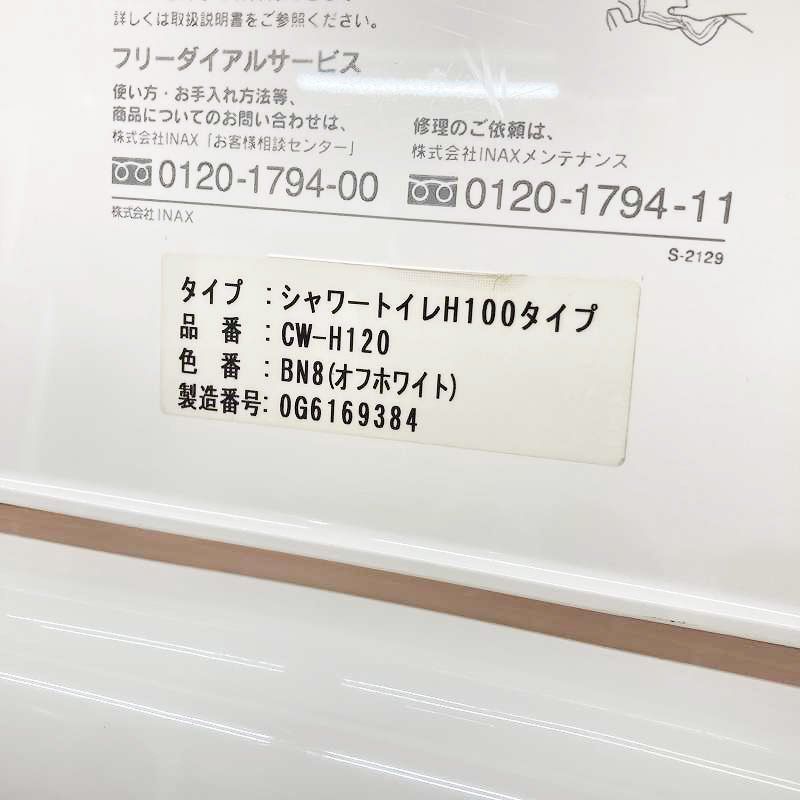 詳しくは取扱説明書をご参照ください。
フリーダイアルサービス
使い方・お手入れ方法等、
商品についてのお問い合わせは、
株式会社INAX「お客様相談センター」
0120-1794-00
修理のご依頼は、
株式会社INAXメンテナンス
0120-1794-11
株式会社INAX
S-2129
タイプ :シャワートイレH100タイプ
品 番 :CW-H120
色 番 :BN8(オフホワイト)
製造番号:0G6169384